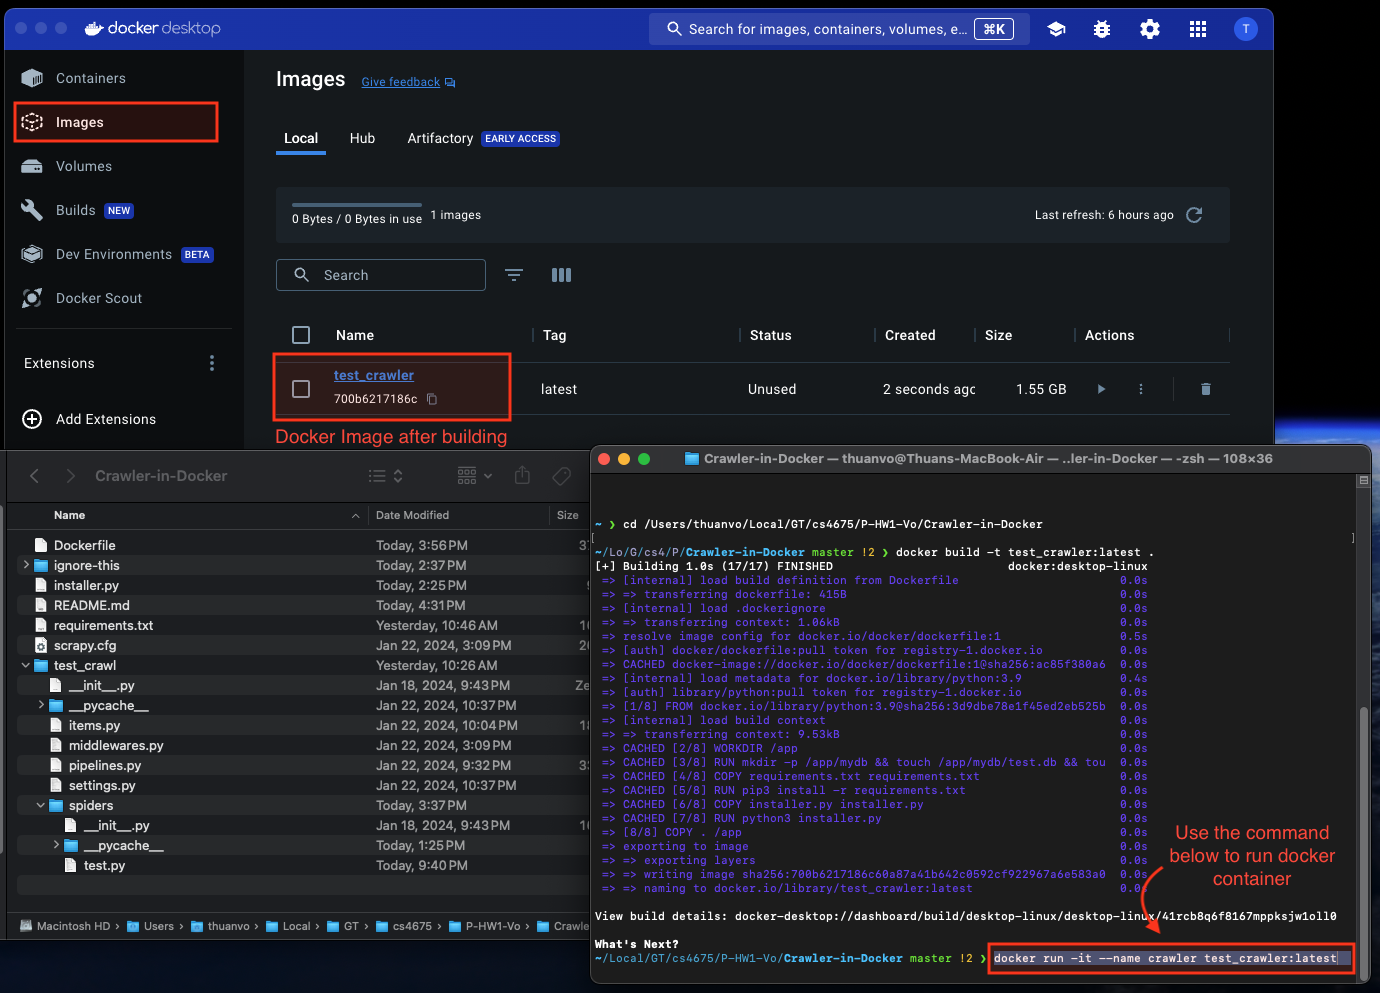 docker desktop
Search for images, containers, volumes, e... ⌘K
T
Containers
Images
Volumes
Builds NEW
Dev Environments BETA
Docker Scout
Extensions
Add Extensions
Images Give feedback
Local Hub Artifactory EARLY ACCESS
0 Bytes / 0 Bytes in use 1 images
Last refresh: 6 hours ago
Search
Name Tag Status Created Size Actions
test_crawler
700b6217186c
latest Unused 2 seconds agc 1.55 GB
Docker Image after building
Crawler-in-Docker
Name Date Modified Size
Dockerfile Today, 3:56 PM
ignore-this Today, 2:37 PM
installer.py Today, 2:25 PM
README.md Today, 4:31 PM
requirements.txt Yesterday, 10:46 AM
scrapy.cfg Jan 22, 2024, 3:09 PM
test_crawl Yesterday, 10:26 AM
__init__.py Jan 18, 2024, 9:43 PM Ze
__pycache__ Jan 22, 2024, 10:37 PM
items.py Jan 22, 2024, 10:04 PM
middlewares.py Jan 22, 2024, 3:09 PM
pipelines.py Jan 22, 2024, 9:32 PM
settings.py Jan 22, 2024, 10:37 PM
spiders Today, 3:37 PM
__init__.py Jan 18, 2024, 9:43 PM
__pycache__ Today, 1:25 PM
test.py Today, 9:40 PM
Macintosh HD › Users › thuanvo › Local › GT › cs4675 › P-HW1-Vo › Crawle
Crawler-in-Docker — thuanvo@Thuans-MacBook-Air — ..ler-in-Docker — -zsh — 108×36
~ ❯ cd /Users/thuanvo/Local/GT/cs4675/P-HW1-Vo/Crawler-in-Docker
[ ]
~/Lo/G/cs4/P/Crawler-in-Docker master !2 ❯ docker build -t test_crawler:latest .
[+] Building 1.0s (17/17) FINISHED docker:desktop-linux
=> [internal] load build definition from Dockerfile 0.0s
=> => transferring dockerfile: 415B 0.0s
=> [internal] load .dockerignore 0.0s
=> => transferring context: 1.06kB 0.0s
=> resolve image config for docker.io/docker/dockerfile:1 0.5s
=> [auth] docker/dockerfile:pull token for registry-1.docker.io 0.0s
=> CACHED docker-image://docker.io/docker/dockerfile:1@sha256:ac85f380a6 0.0s
=> [internal] load metadata for docker.io/library/python:3.9 0.4s
=> [auth] library/python:pull token for registry-1.docker.io 0.0s
=> [1/8] FROM docker.io/library/python:3.9@sha256:3d9dbe78e1f45ed2eb525b 0.0s
=> [internal] load build context 0.0s
=> => transferring context: 9.53kB 0.0s
=> CACHED [2/8] WORKDIR /app 0.0s
=> CACHED [3/8] RUN mkdir -p /app/mydb && touch /app/mydb/test.db && tou 0.0s
=> CACHED [4/8] COPY requirements.txt requirements.txt 0.0s
=> CACHED [5/8] RUN pip3 install -r requirements.txt 0.0s
=> CACHED [6/8] COPY installer.py installer.py 0.0s
=> CACHED [7/8] RUN python3 installer.py 0.0s
=> [8/8] COPY . /app 0.0s
=> exporting to image 0.0s
=> => exporting layers 0.0s
=> => writing image sha256:700b6217186c60a87a41b642c0592cf922967a6e583a0 0.0s
=> => naming to docker.io/library/test_crawler:latest 0.0s
Use the command
below to run docker
container
View build details: docker-desktop://dashboard/build/desktop-linux/desktop-linux/41rcb8q6f8167mppksjw1oll0
What's Next?
~/Local/GT/cs4675/P-HW1-Vo/Crawler-in-Docker master !2 ❯ docker run -it --name crawler test_crawler:latest